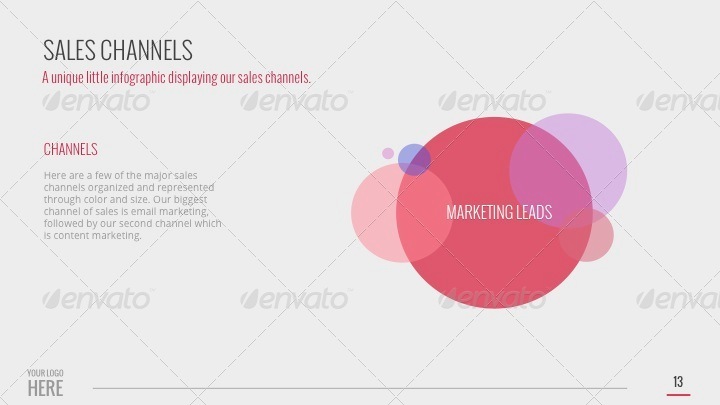 SALES CHANNELS
A unique little infographic displaying our sales channels.
envato envato envato envato
CHANNELS
Here are a few of the major sales
channels organized and represented
through color and size. Our biggest
channel of sales is email marketing,
followed by our second channel which
is content marketing.
MARKETING LEADS
envato envato envato envato
YOUR LOGO
HERE
13